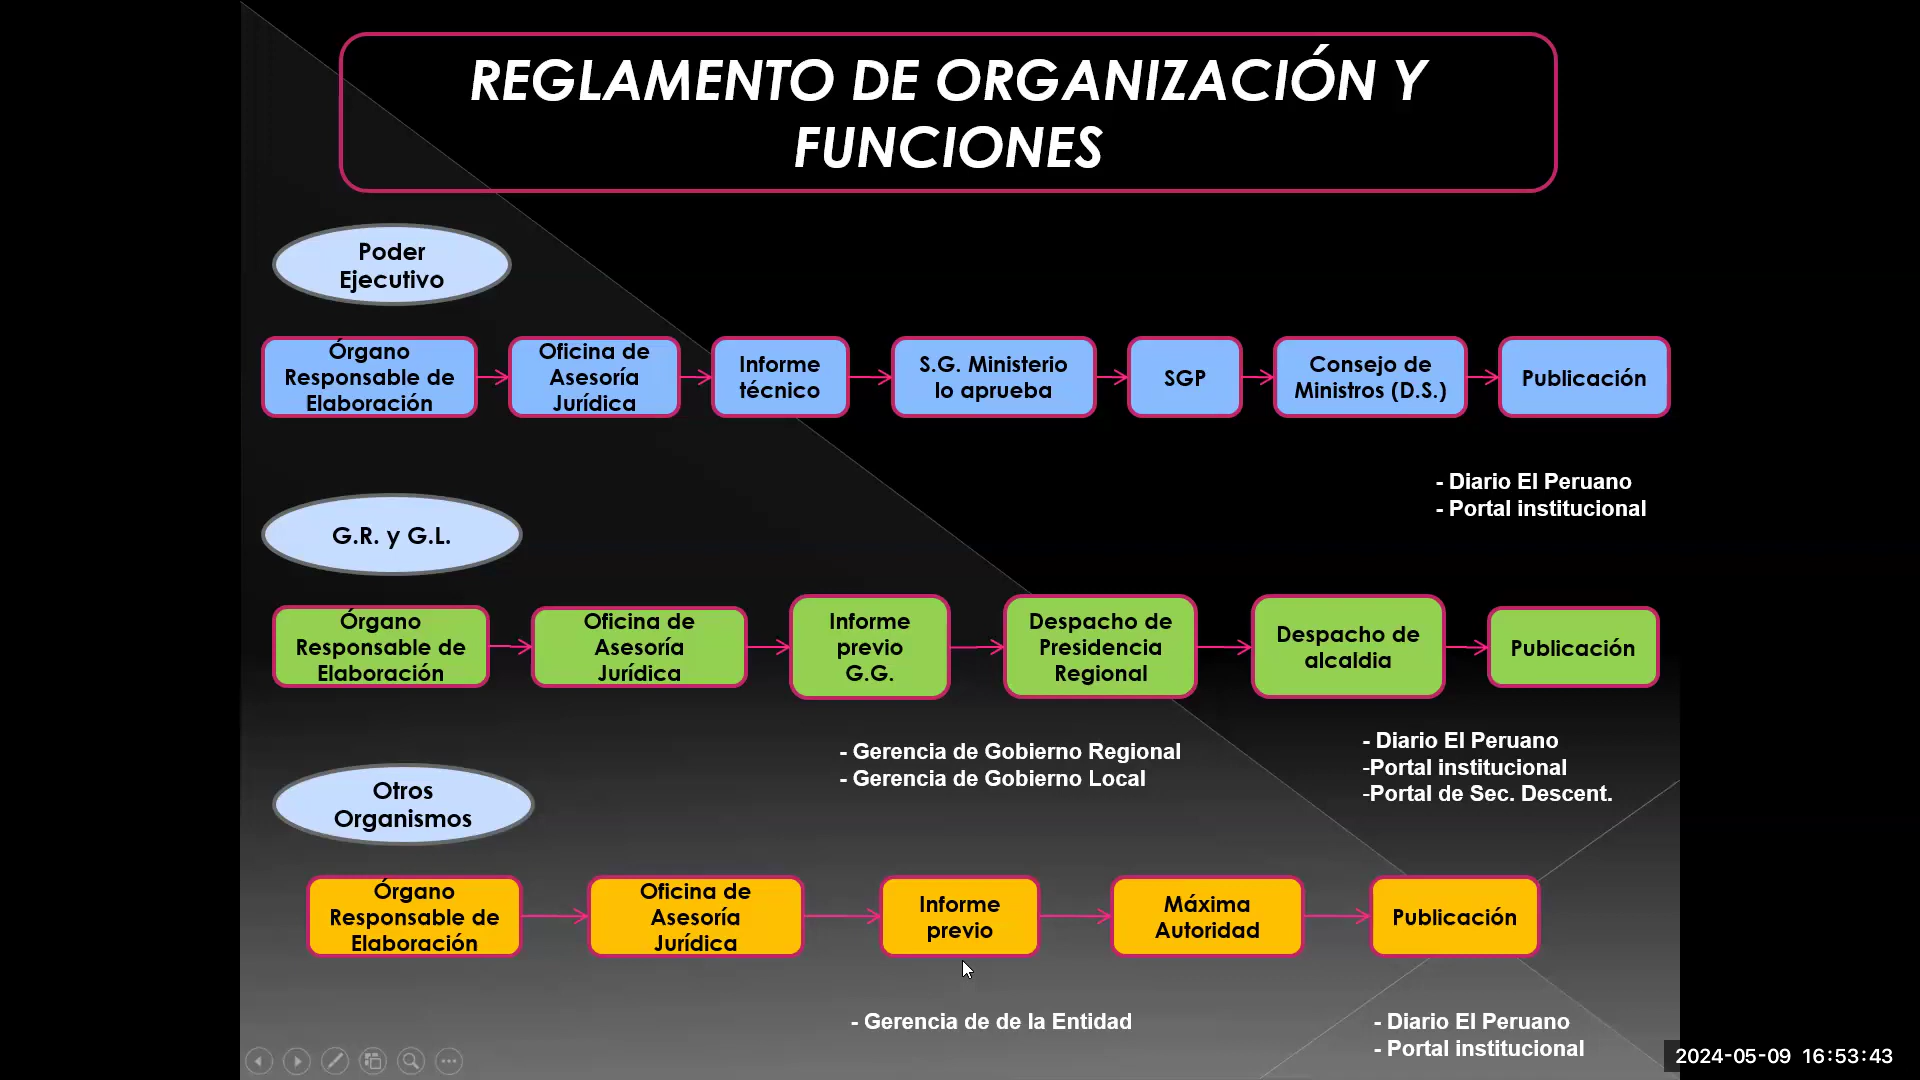 REGLAMENTO DE ORGANIZACIÓN Y
FUNCIONES
Poder
Ejecutivo
Órgano
Responsable de
Elaboración
Oficina de
Asesoría
Jurídica
Informe
técnico
S.G. Ministerio
lo aprueba
SGP
Consejo de
Ministros (D.S.)
Publicación
- Diario El Peruano
- Portal institucional
G.R. y G.L.
Órgano
Responsable de
Elaboración
Oficina de
Asesoría
Jurídica
Informe
previo
G.G.
Despacho de
Presidencia
Regional
Despacho de
alcaldia
Publicación
- Gerencia de Gobierno Regional
- Gerencia de Gobierno Local
- Diario El Peruano
-Portal institucional
-Portal de Sec. Descent.
Otros
Organismos
Órgano
Responsable de
Elaboración
Oficina de
Asesoría
Jurídica
Informe
previo
Máxima
Autoridad
Publicación
- Gerencia de de la Entidad
- Diario El Peruano
- Portal institucional
2024-05-09 16:53:43